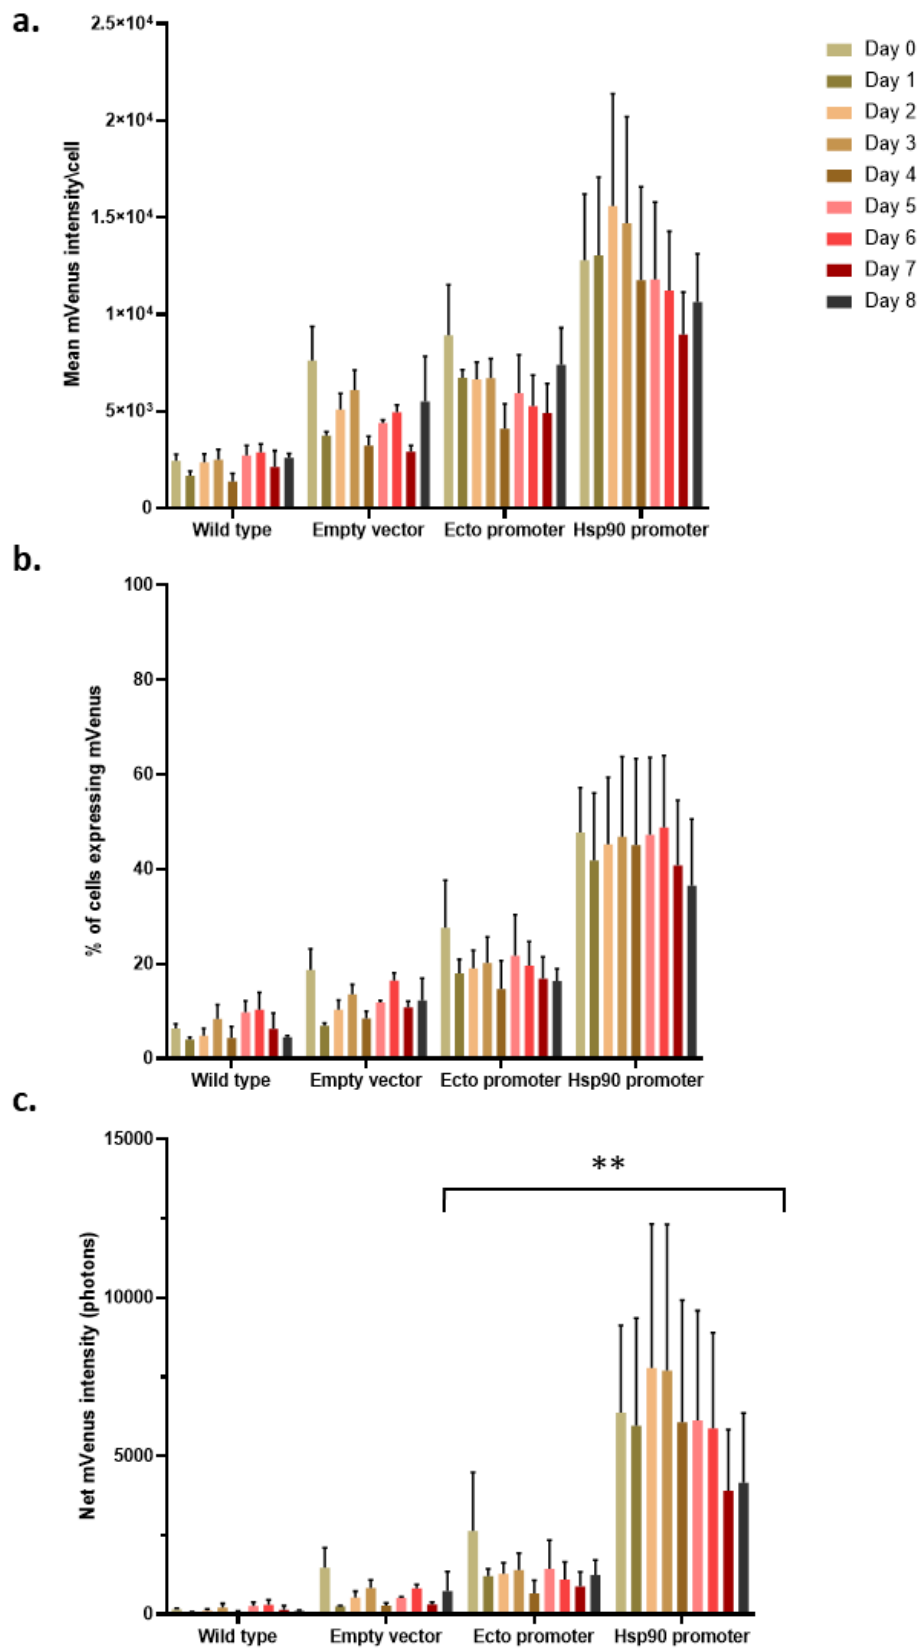 a.
Mean mVenus intensity\cell
2.5×10⁴
2×10⁴
1.5×10⁴
1×10⁴
5×10³
0
Wild type Empty vector Ecto promoter Hsp90 promoter
Day 0
Day 1
Day 2
Day 3
Day 4
Day 5
Day 6
Day 7
Day 8
b.
% of cells expressing mVenus
100
80
60
40
20
0
Wild type Empty vector Ecto promoter Hsp90 promoter
c.
Net mVenus intensity (photons)
15000
10000
5000
0
**
Wild type Empty vector Ecto promoter Hsp90 promoter